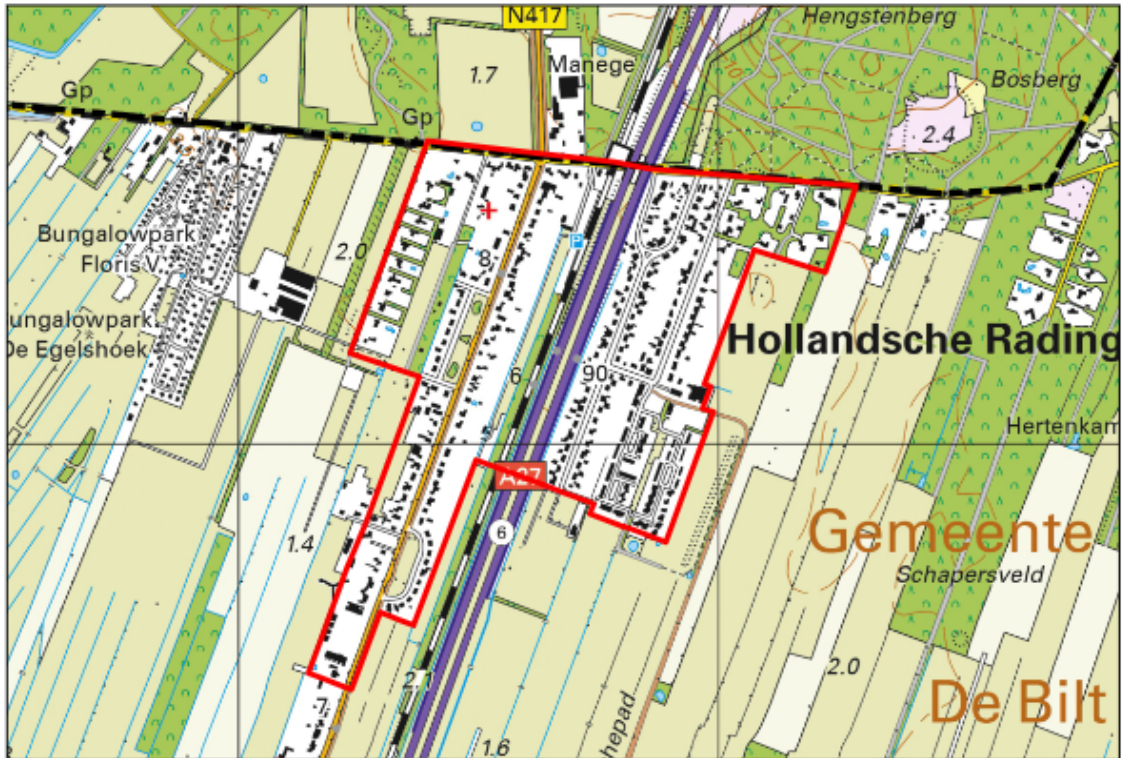 N417
Hengstenberg
Manege
1.7
Bosberg
Gp
Gp
2.4
Bungalowpark
Floris V
2.0
8
P
ungalowpark
De Egelshoek
Hollandsche Rading
6
90
Hertenkam
A27
6
1.4
Gemeente
Schapersveld
2.0
De Bilt
7
1.6
hepad